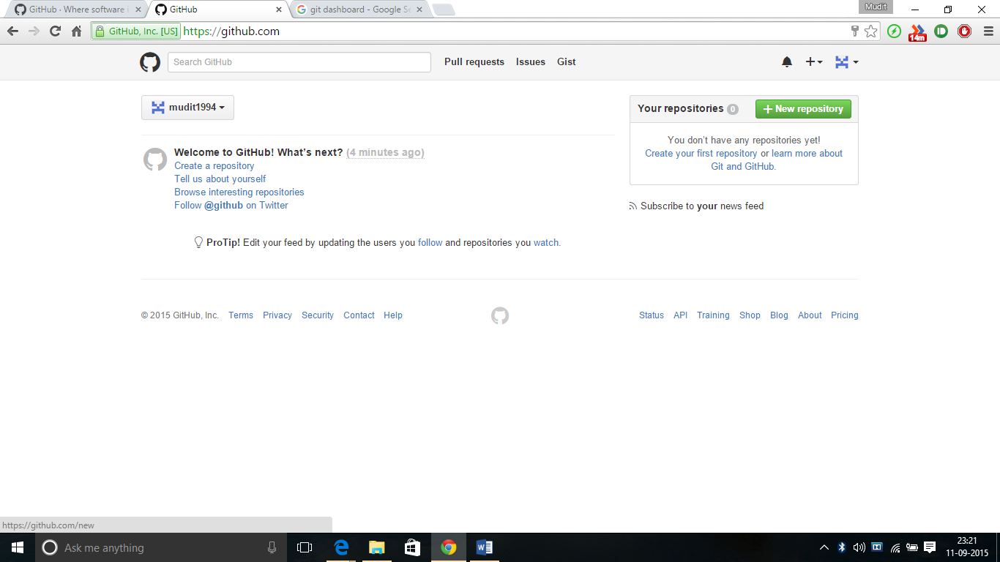 GitHub · Where software i
GitHub
git dashboard - Google Se
Mudit
GitHub, Inc. [US]
https://github.com
14m
Search GitHub
Pull requests
Issues
Gist
mudit1994
Your repositories 0
New repository
You don't have any repositories yet!
Create your first repository or learn more about
Git and GitHub.
Welcome to GitHub! What's next? (4 minutes ago)
Create a repository
Tell us about yourself
Browse interesting repositories
Follow @github on Twitter
Subscribe to your news feed
ProTip! Edit your feed by updating the users you follow and repositories you watch.
© 2015 GitHub, Inc. Terms Privacy Security Contact Help
Status API Training Shop Blog About Pricing
https://github.com/new
Ask me anything
23:21
11-09-2015